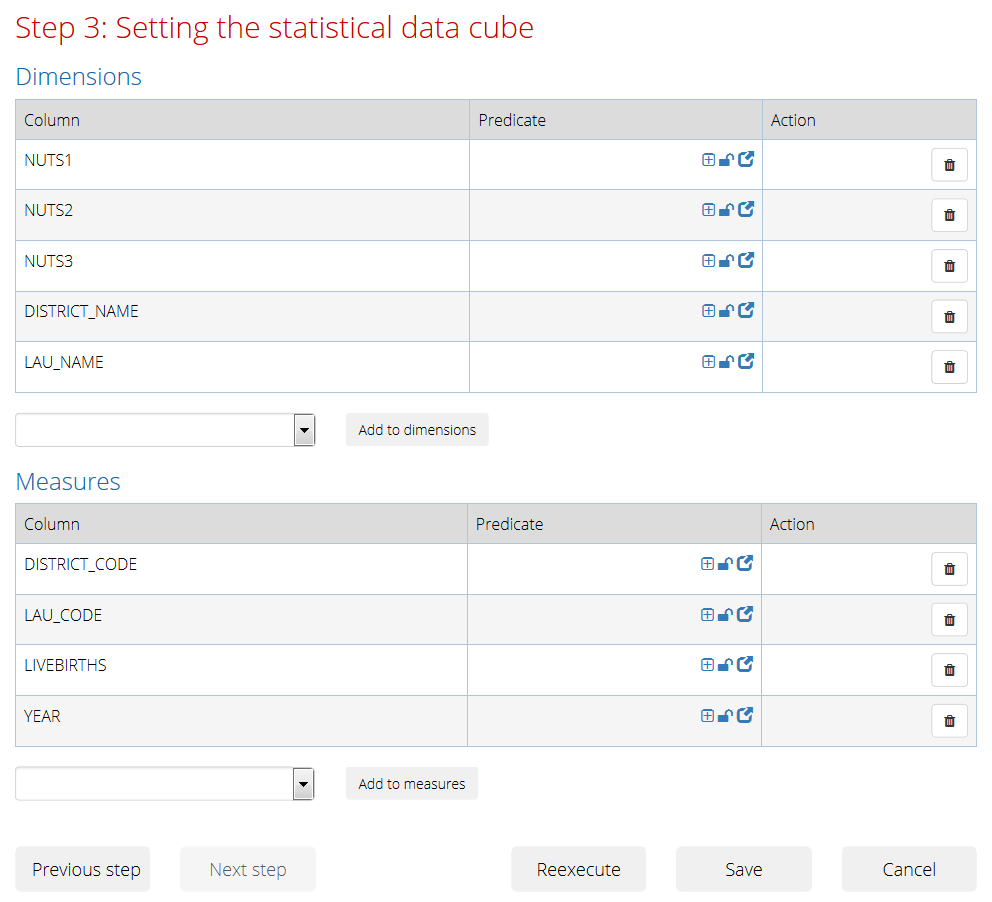 Step 3: Setting the statistical data cube
Dimensions
Column Predicate Action
NUTS1
NUTS2
NUTS3
DISTRICT_NAME
LAU_NAME
Add to dimensions
Measures
Column Predicate Action
DISTRICT_CODE
LAU_CODE
LIVEBIRTHS
YEAR
Add to measures
Previous step Next step Reexecute Save Cancel